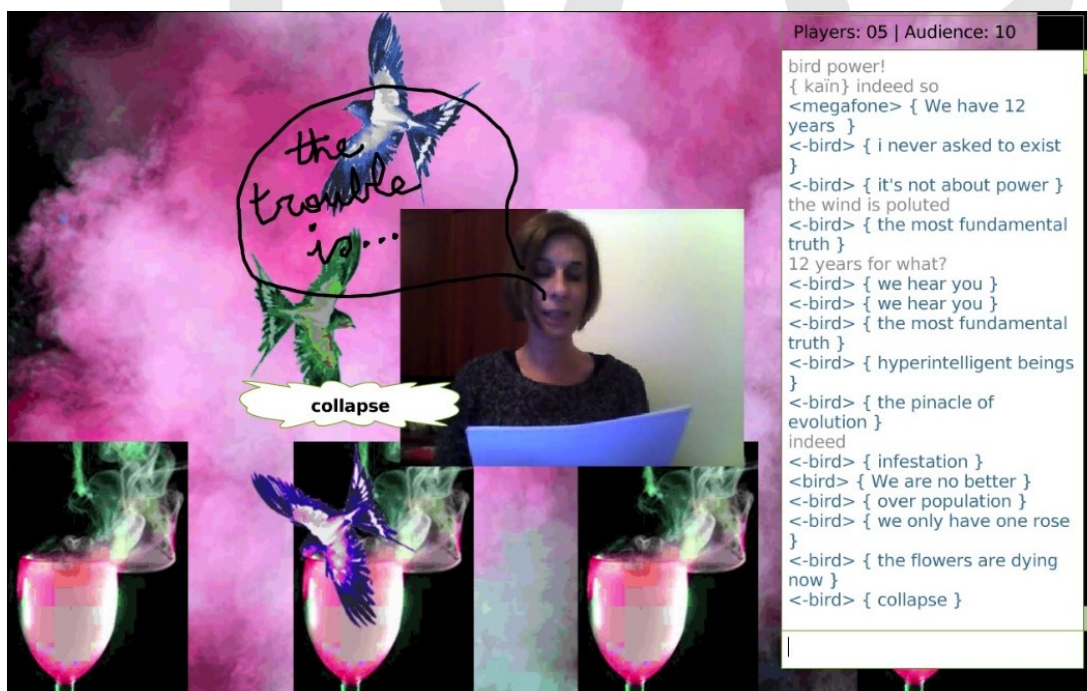 the
trouble
is...
collapse
Players: 05 | Audience: 10
bird power!
{ kaïn} indeed so
<megafone> { We have 12
years }
<-bird> { i never asked to exist
}
<-bird> { it's not about power }
the wind is poluted
<-bird> { the most fundamental
truth }
12 years for what?
<-bird> { we hear you }
<-bird> { we hear you }
<-bird> { the most fundamental
truth }
<-bird> { hyperintelligent beings
}
<-bird> { the pinacle of
evolution }
indeed
<-bird> { infestation }
<bird> { We are no better }
<-bird> { over population }
<-bird> { we only have one rose
}
<-bird> { the flowers are dying
now }
<-bird> { collapse }